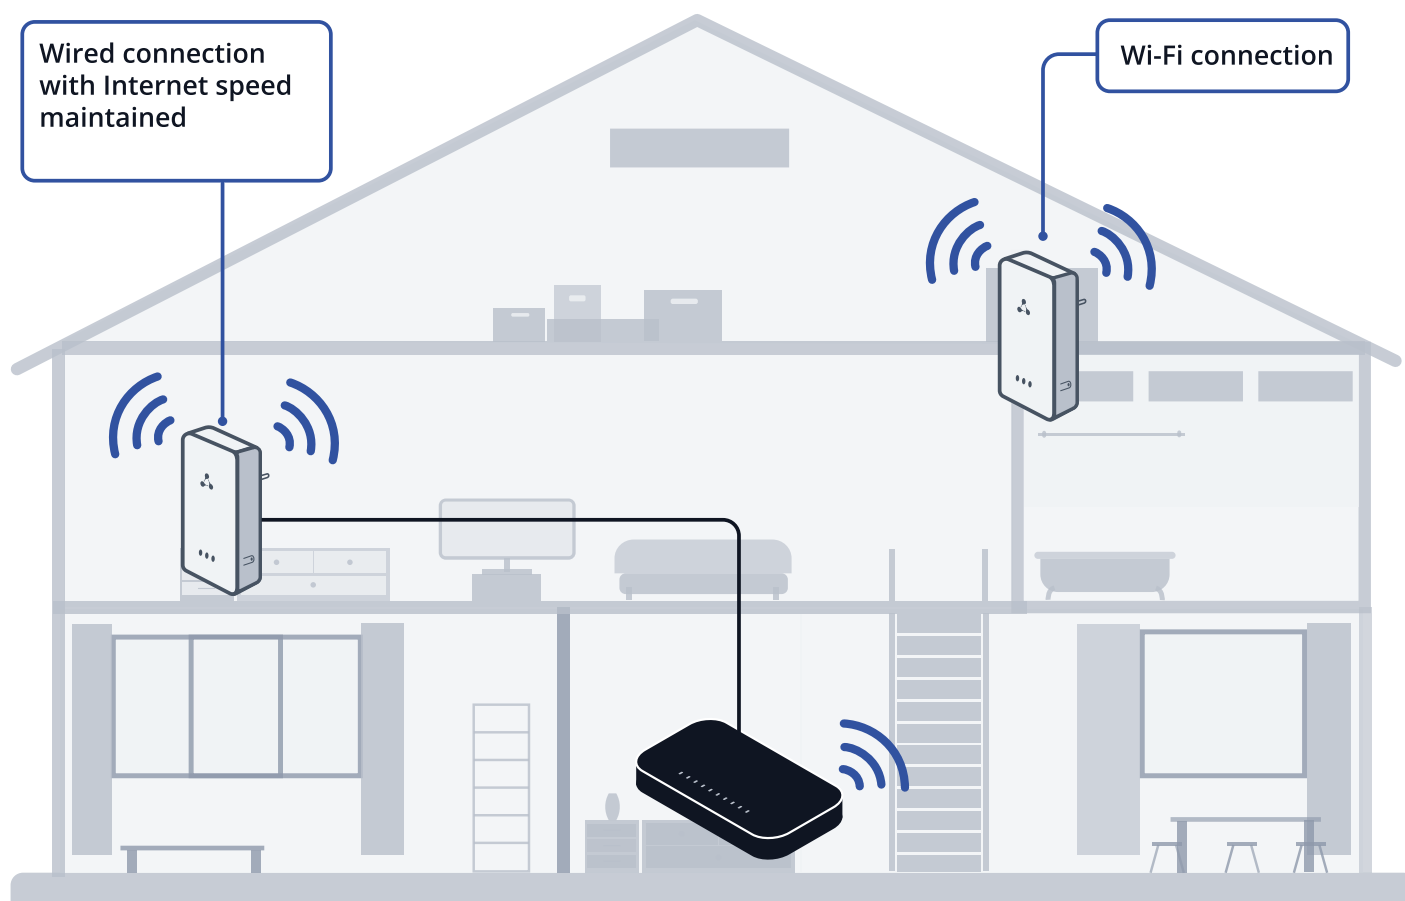 Wired connection
with Internet speed
maintained
Wi-Fi connection